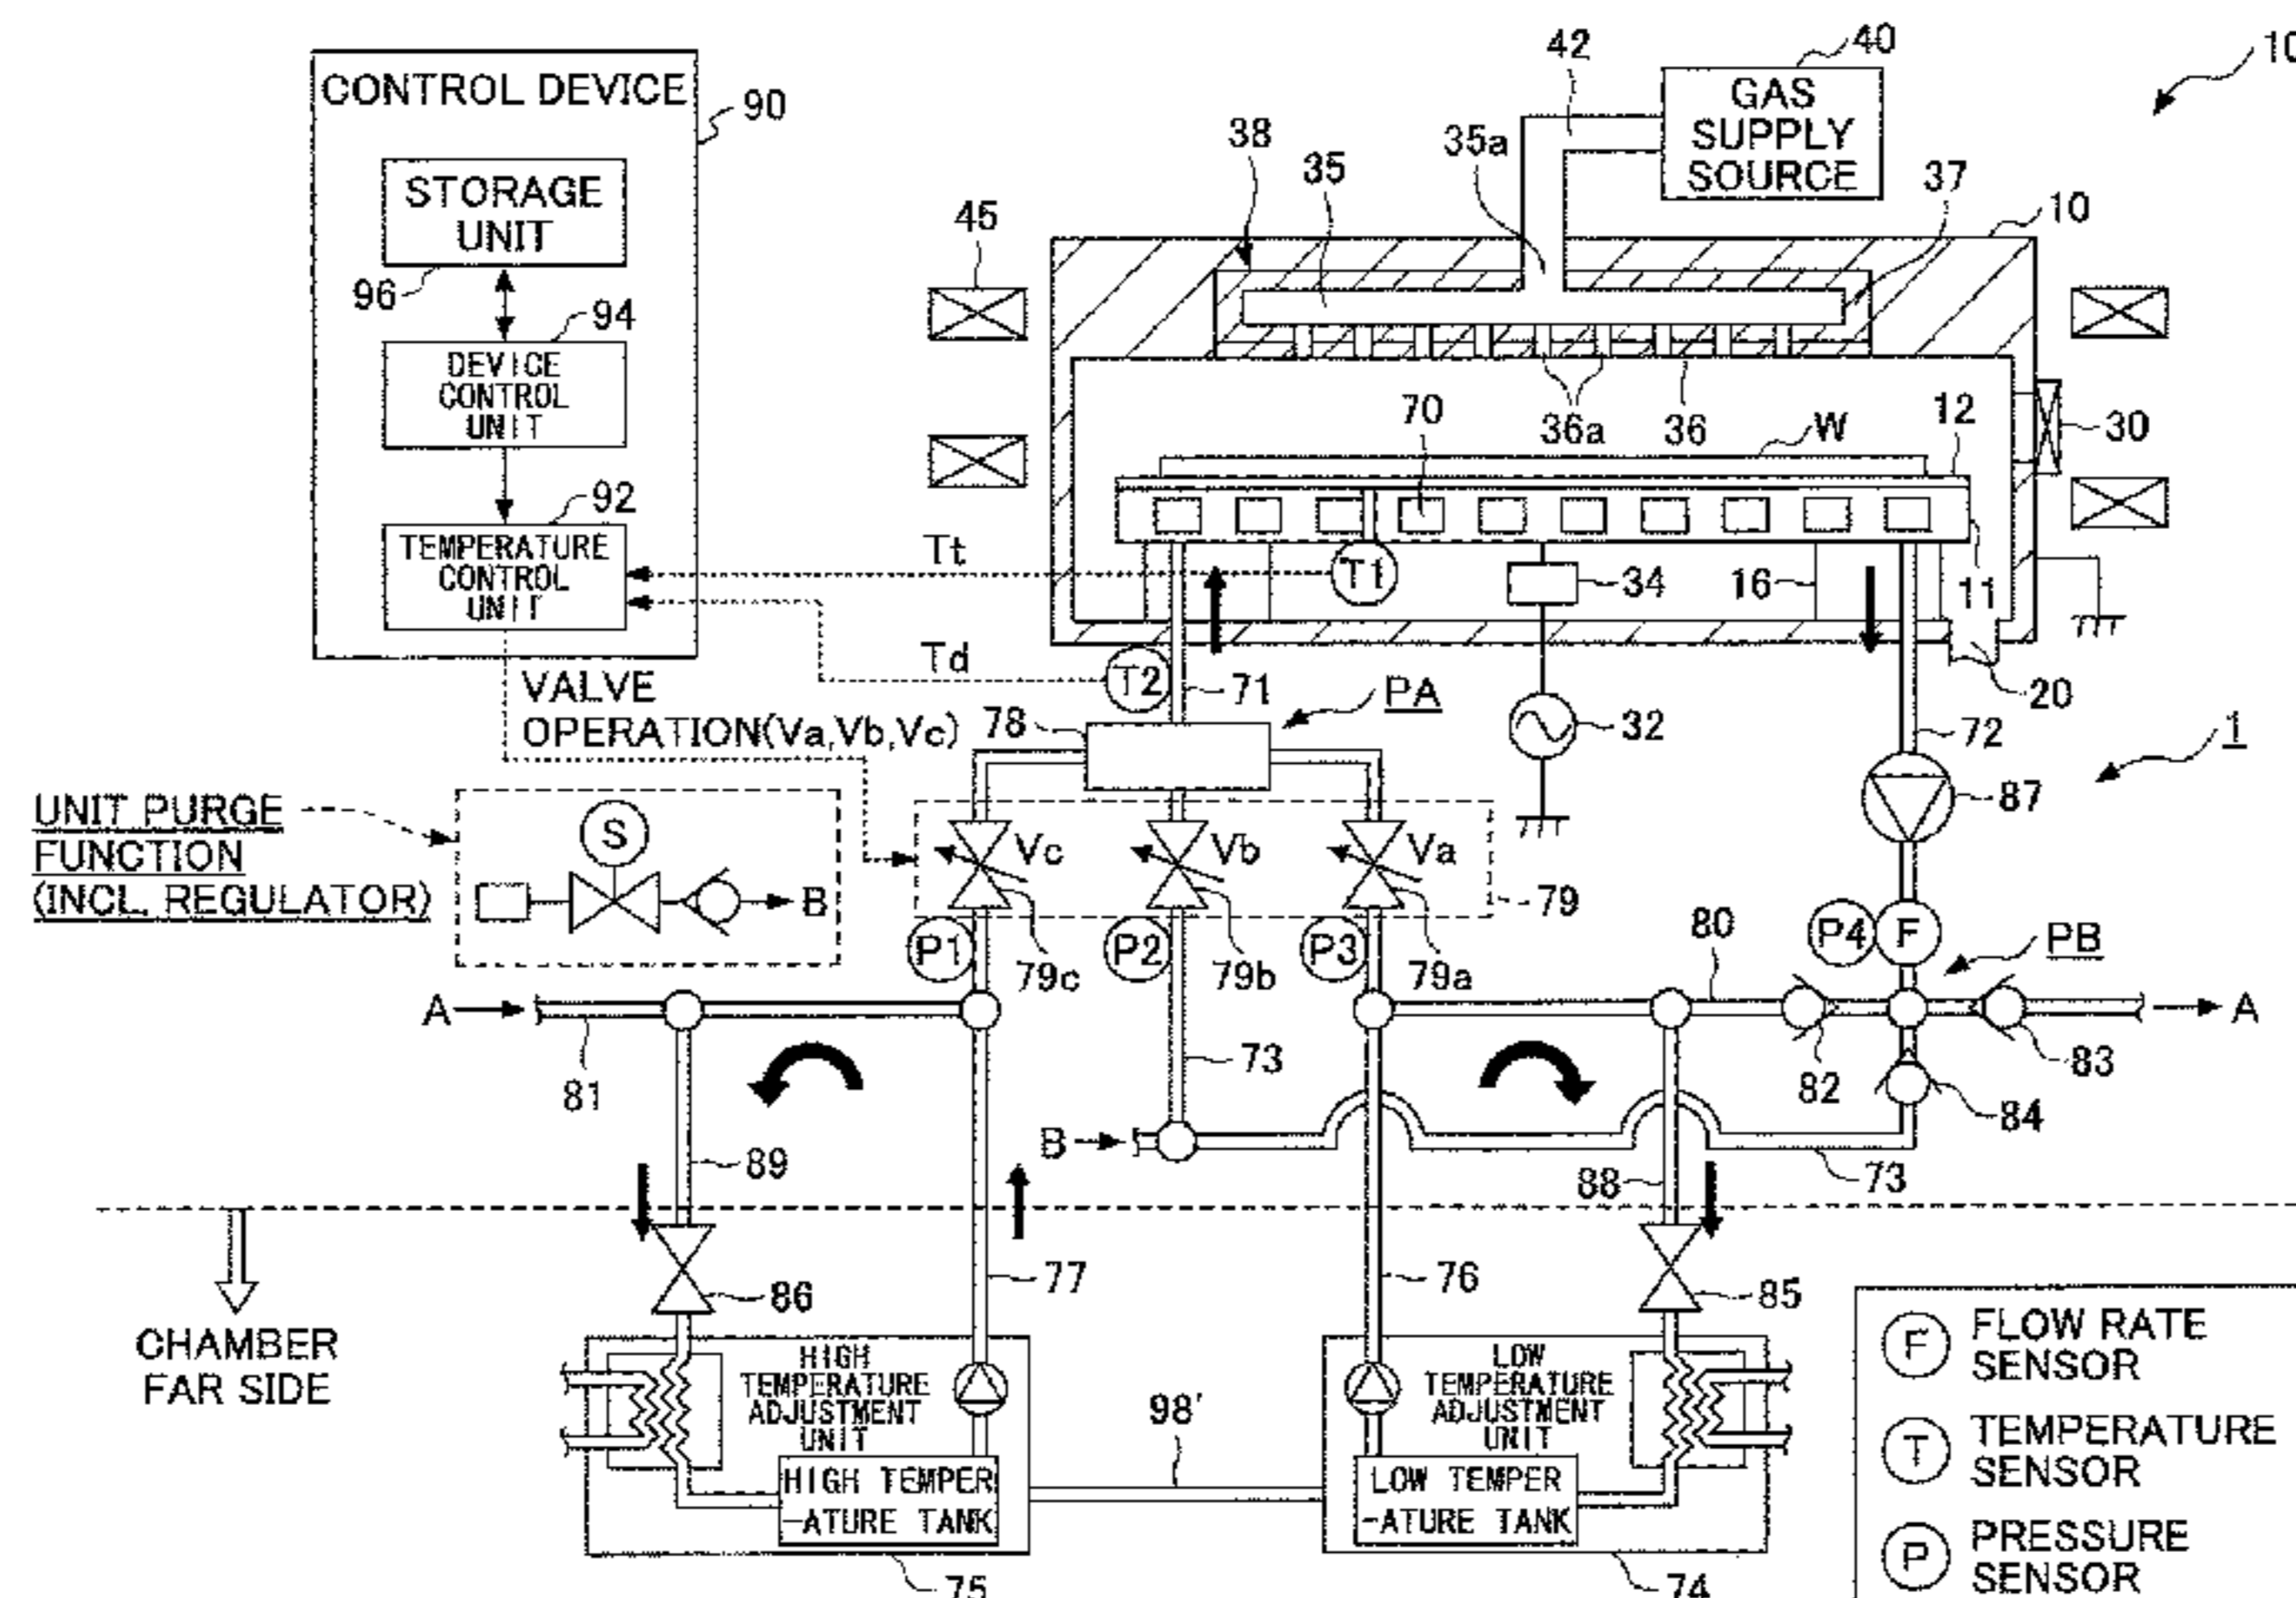 CONTROL DEVICE
90
STORAGE
UNIT
96
94
DEVICE
CONTROL
UNIT
92
TEMPERATURE
CONTROL
UNIT
VALVE
OPERATION(Va,Vb,Vc)
Tt
Td
UNIT PURGE
FUNCTION
(INCL. REGULATOR)
S
B
40
42
GAS
SUPPLY
SOURCE
10
38
35
35a
37
10
45
36a
36
70
W
12
30
T1
34
16
11
20
T2
71
PA
78
32
72
1
87
Vc
Vb
Va
79
P1
P2
P3
79c
79b
79a
80
P4
F
PB
A
81
73
82
83
A
84
B
89
88
73
77
76
86
85
CHAMBER
FAR SIDE
HIGH
TEMPERATURE
ADJUSTMENT
UNIT
HIGH TEMPER
-ATURE TANK
75
98'
LOW
TEMPERATURE
ADJUSTMENT
UNIT
LOW TEMPER
-ATURE TANK
74
F FLOW RATE
SENSOR
T TEMPERATURE
SENSOR
P PRESSURE
SENSOR